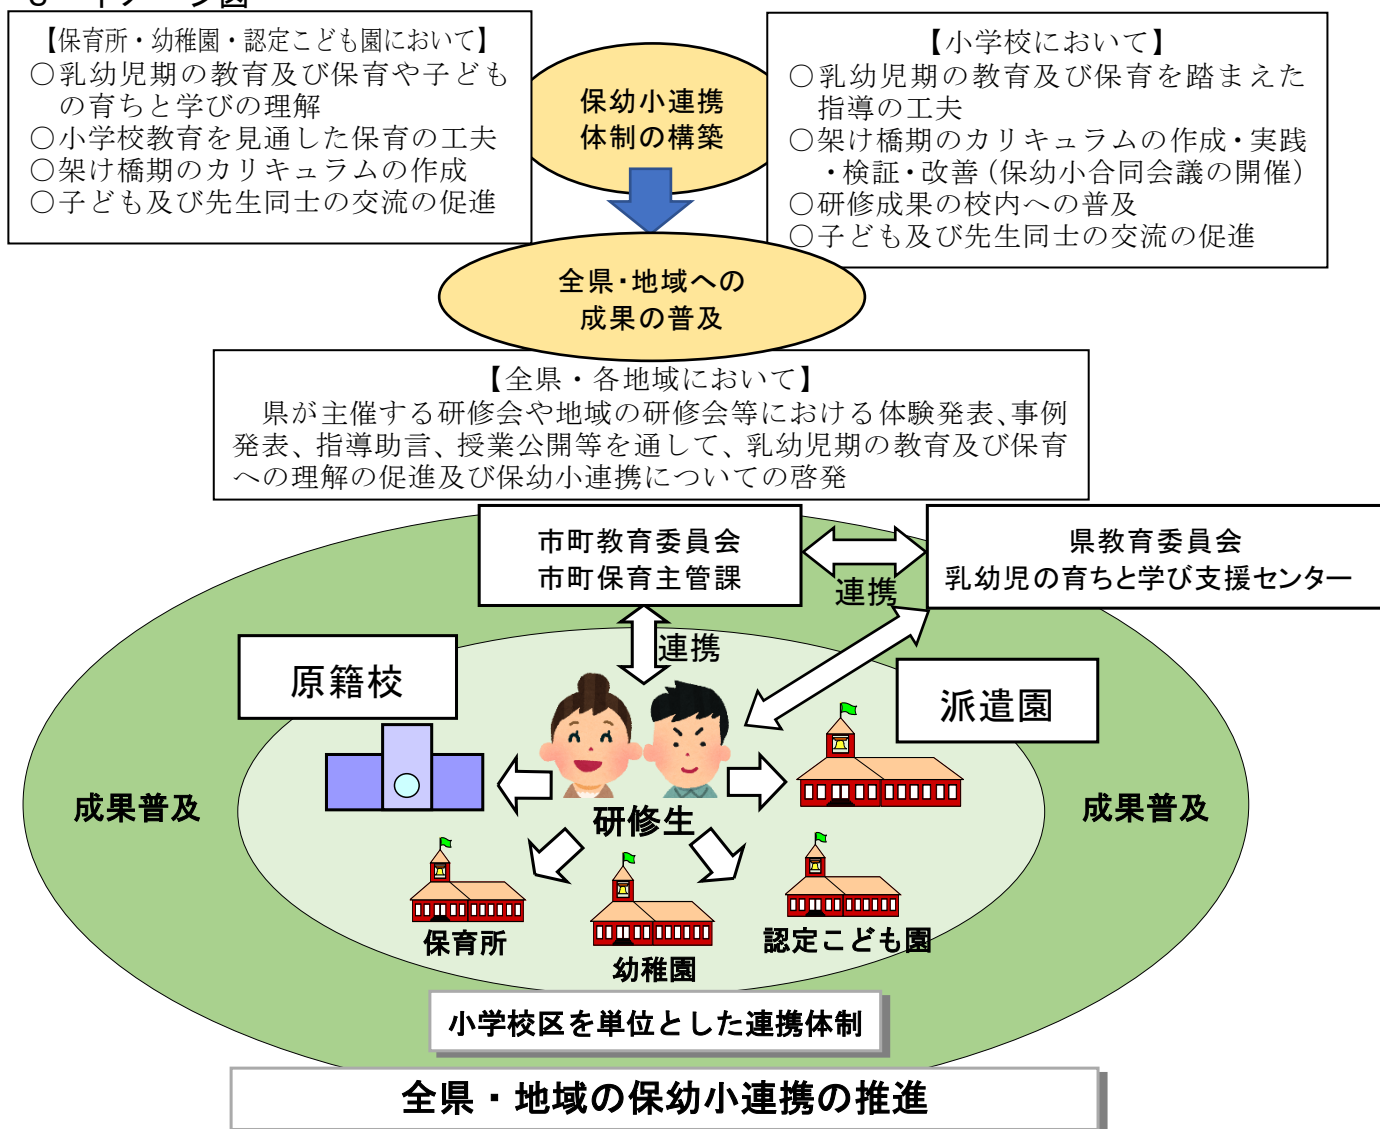 イメージ図
【保育所・幼稚園・認定こども園において】
○乳幼児期の教育及び保育や子ども
の育ちと学びの理解
○小学校教育を見通した保育の工夫
○架け橋期のカリキュラムの作成
○子ども及び先生同士の交流の促進
保幼小連携
体制の構築
【小学校において】
○乳幼児期の教育及び保育を踏まえた
指導の工夫
○架け橋期のカリキュラムの作成・実践
・検証・改善(保幼小合同会議の開催)
○研修成果の校内への普及
○子ども及び先生同士の交流の促進
全県・地域への
成果の普及
【全県・各地域において】
県が主催する研修会や地域の研修会等における体験発表、事例
発表、指導助言、授業公開等を通して、乳幼児期の教育及び保育
への理解の促進及び保幼小連携についての啓発
市町教育委員会
市町保育主管課
連携
県教育委員会
乳幼児の育ちと学び支援センター
連携
原籍校
派遣園
成果普及
研修生
成果普及
保育所
幼稚園
認定こども園
小学校区を単位とした連携体制
全県・地域の保幼小連携の推進